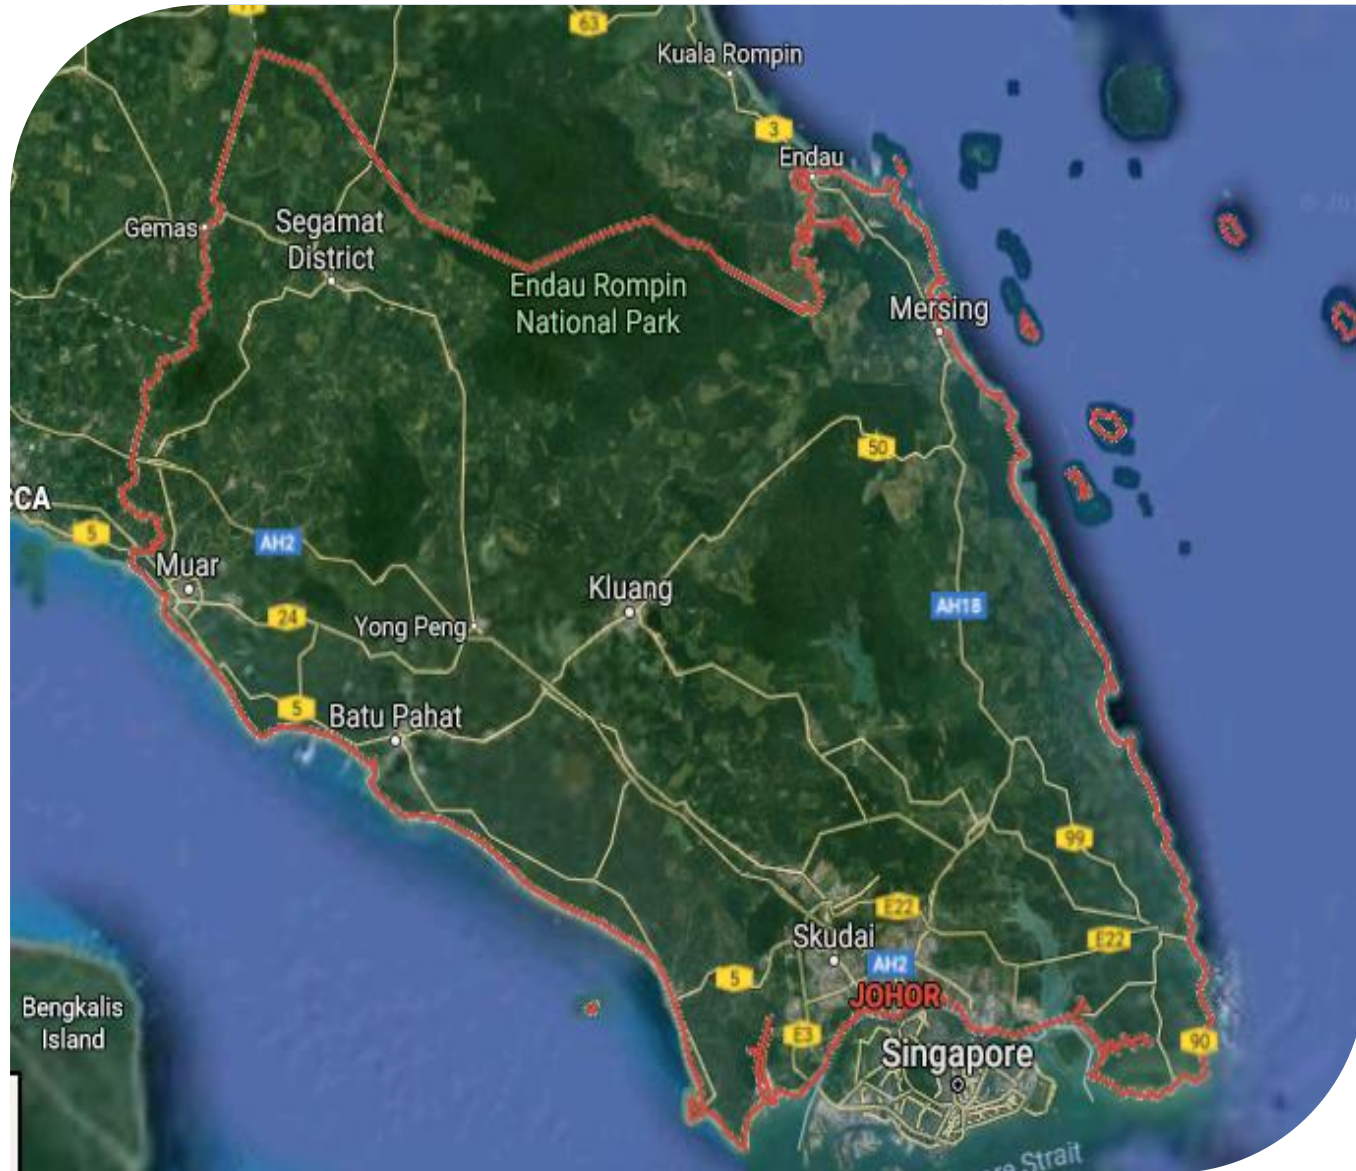 63
Kuala Rompin
3
Endau
Gemas
Segamat
District
Endau Rompin
National Park
Mersing
50
CCA
5
AH2
Muar
Kluang
AH18
24
Yong Peng
5
Batu Pahat
99
E22
Skudai
E22
AH2
5
JOHOR
Bengkalis
Island
E3
90
Singapore
re Strait